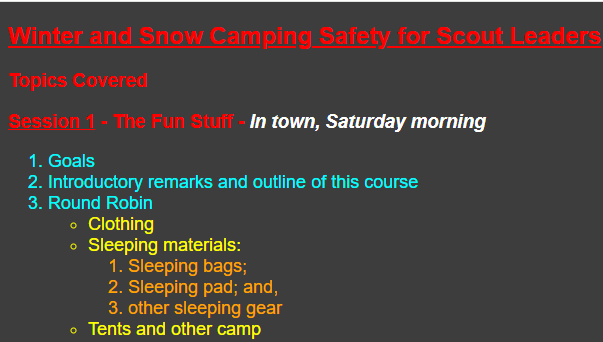 Winter and Snow Camping Safety for Scout Leaders
Topics Covered
Session 1 - The Fun Stuff - In town, Saturday morning
1. Goals
2. Introductory remarks and outline of this course
3. Round Robin
Clothing
Sleeping materials:
1. Sleeping bags;
2. Sleeping pad; and,
3. other sleeping gear
Tents and other camp